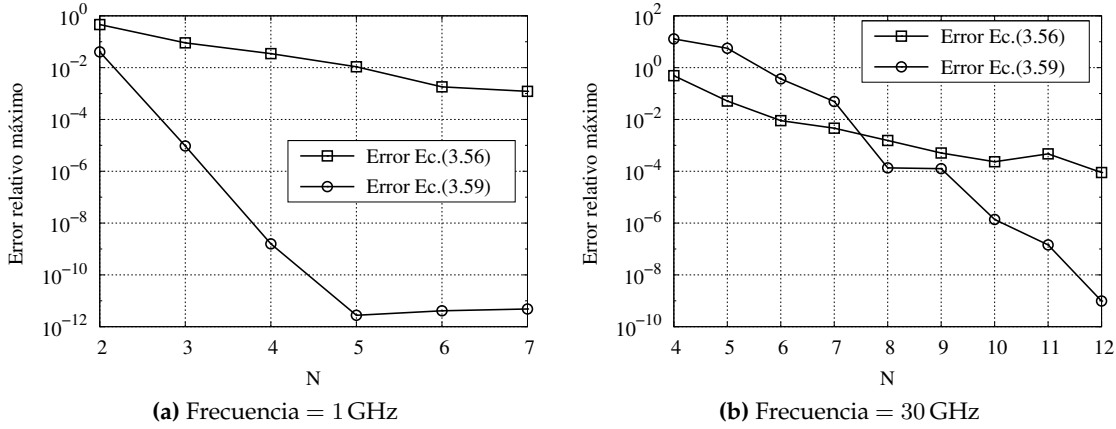 Error relativo máximo
10^0
10^-2
10^-4
10^-6
10^-8
10^-10
10^-12
Error Ec.(3.56)
Error Ec.(3.59)
2 3 4 5 6 7
N
(a) Frecuencia = 1 GHz
Error relativo máximo
10^2
10^0
10^-2
10^-4
10^-6
10^-8
10^-10
Error Ec.(3.56)
Error Ec.(3.59)
4 5 6 7 8 9 10 11 12
N
(b) Frecuencia = 30 GHz